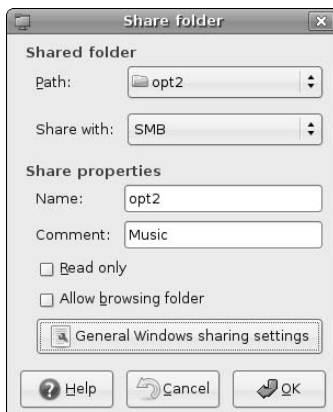 Share folder
Shared folder
Path: opt2
Share with: SMB
Share properties
Name: opt2
Comment: Music
Read only
Allow browsing folder
General Windows sharing settings
Help Cancel OK